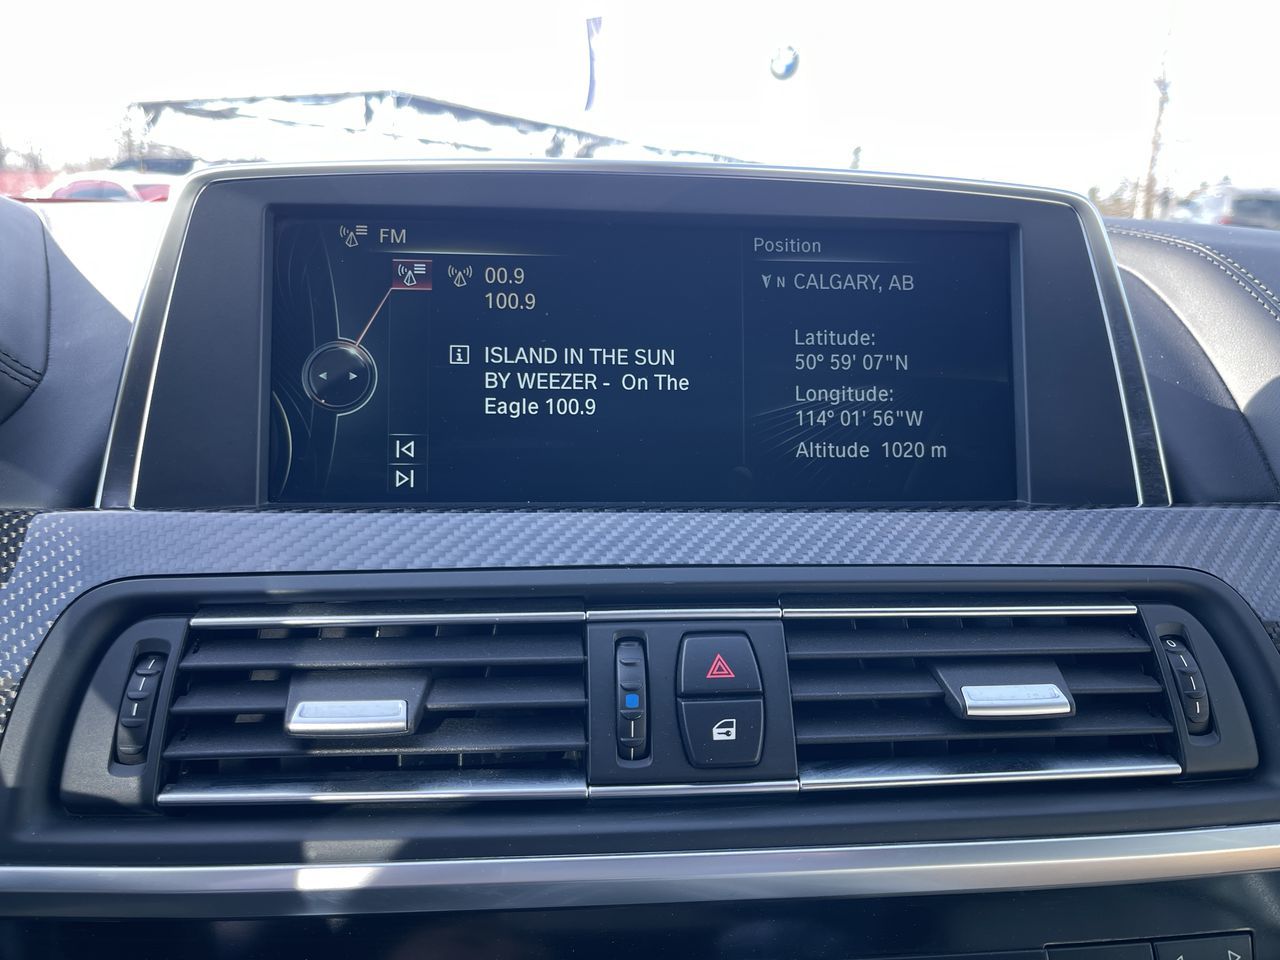 FM
00.9
100.9
ISLAND IN THE SUN
BY WEEZER - On The
Eagle 100.9
Position
N CALGARY, AB
Latitude:
50° 59' 07"N
Longitude:
114° 01' 56"W
Altitude 1020 m
0